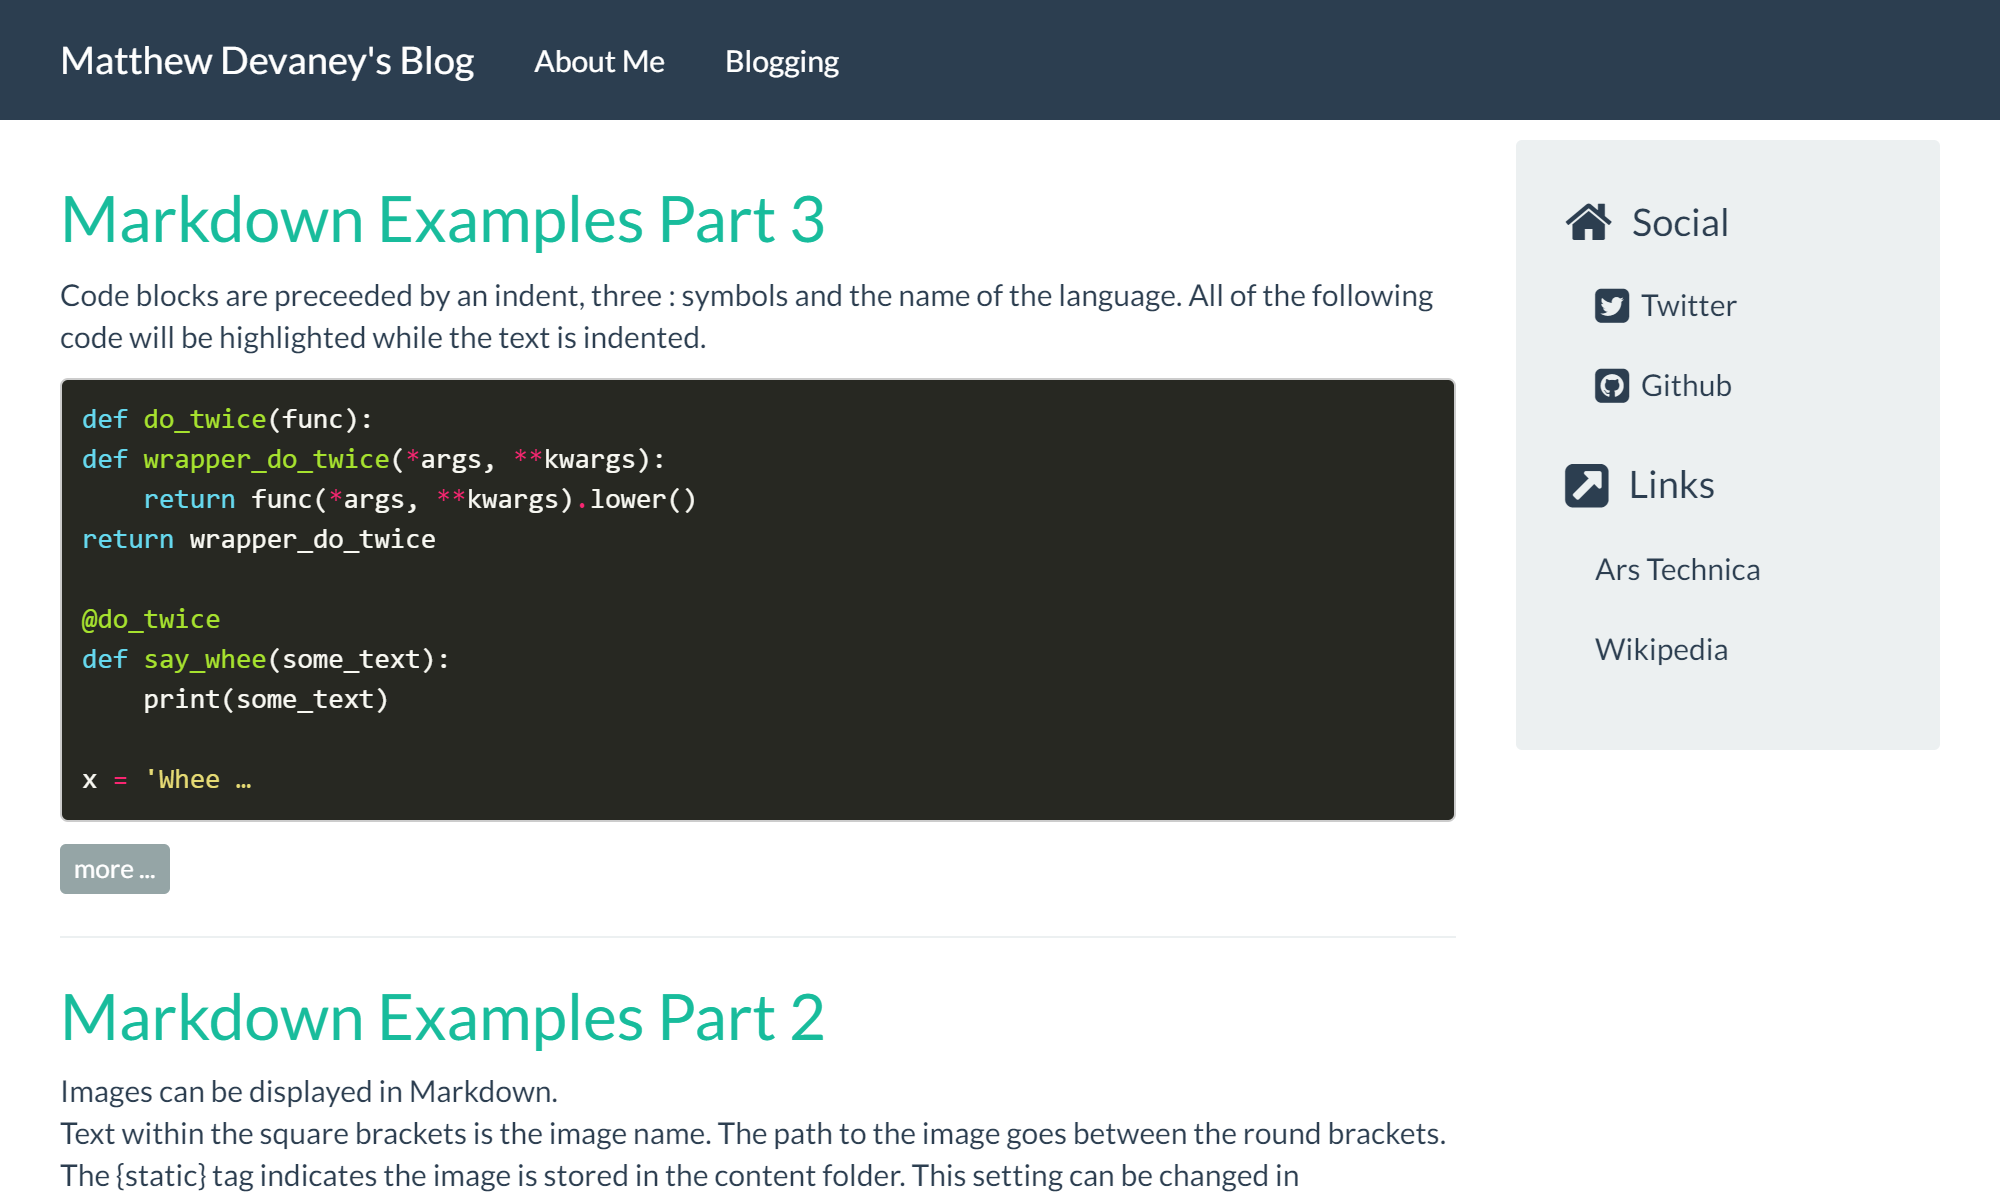 Matthew Devaney's Blog About Me Blogging
Markdown Examples Part 3
Code blocks are preceeded by an indent, three : symbols and the name of the language. All of the following
code will be highlighted while the text is indented.
def do_twice(func):
def wrapper_do_twice(*args, **kwargs):
    return func(*args, **kwargs).lower()
return wrapper_do_twice
@do_twice
def say_whee(some_text):
    print(some_text)
x = 'Whee …
more ...
Markdown Examples Part 2
Images can be displayed in Markdown.
Text within the square brackets is the image name. The path to the image goes between the round brackets.
The {static} tag indicates the image is stored in the content folder. This setting can be changed in
Social
Twitter
Github
Links
Ars Technica
Wikipedia